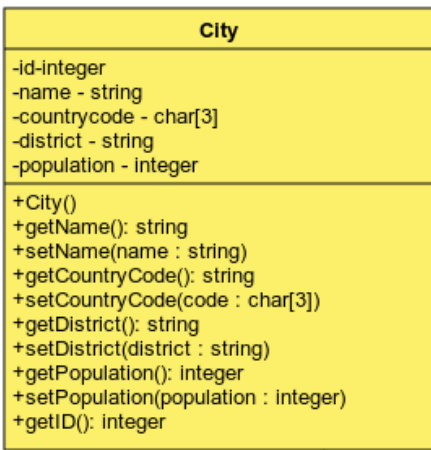 City
-id-integer
-name - string
-countrycode - char[3]
-district - string
-population - integer
+City()
+getName(): string
+setName(name : string)
+getCountryCode(): string
+setCountryCode(code : char[3])
+getDistrict(): string
+setDistrict(district : string)
+getPopulation(): integer
+setPopulation(population : integer)
+getID(): integer